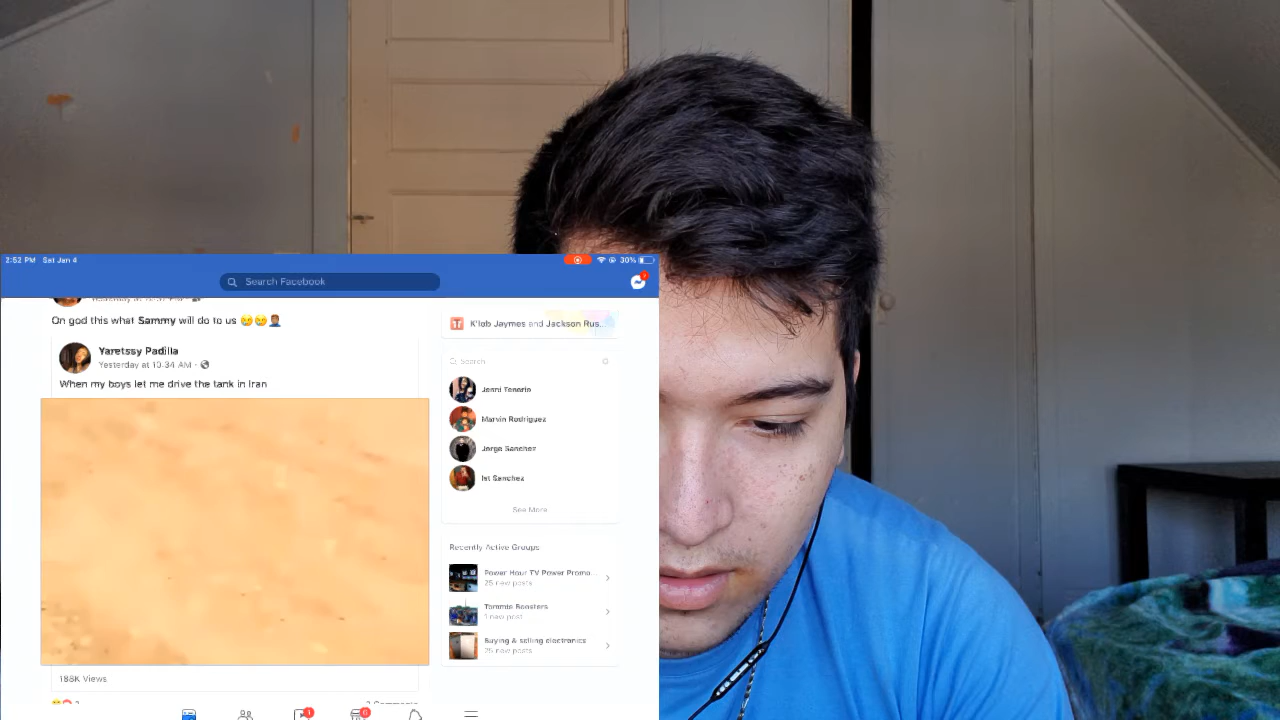 2:52 PM Sat Jan 4
30%
Search Facebook
On god this what Sammy will do to us 😅😅🤦🏽‍♂️
Yaretssy Padilla
Yesterday at 10:34 AM
When my boys let me drive the tank in Iran
188K Views
K'lob Jaymes and Jackson Rus...
Search
Jenni Tenorio
Marvin Rodriguez
Jorge Sanchez
Ist Sanchez
See More
Recently Active Groups
Power Hour TV Power Promo...
25 new posts
Tommie Boosters
1 new post
Buying & selling electronics
25 new posts